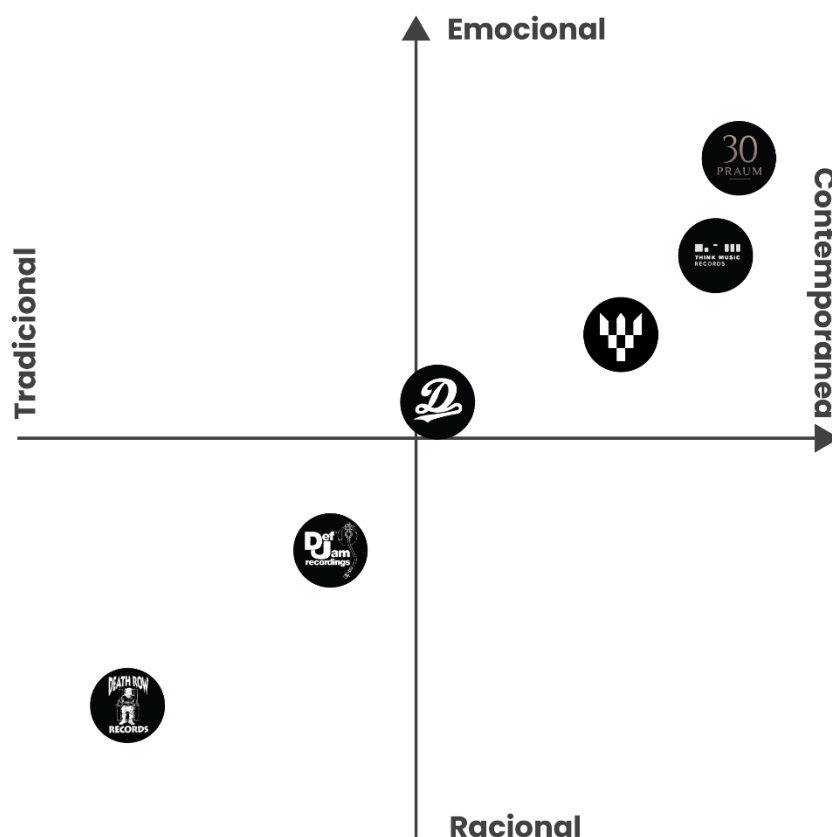 Emocional
30
PRAUM
Contemporanea
THINK MUSIC
RECORDS
Tradicional
D
Def
Jam
recordings
DEATH ROW
RECORDS
Racional